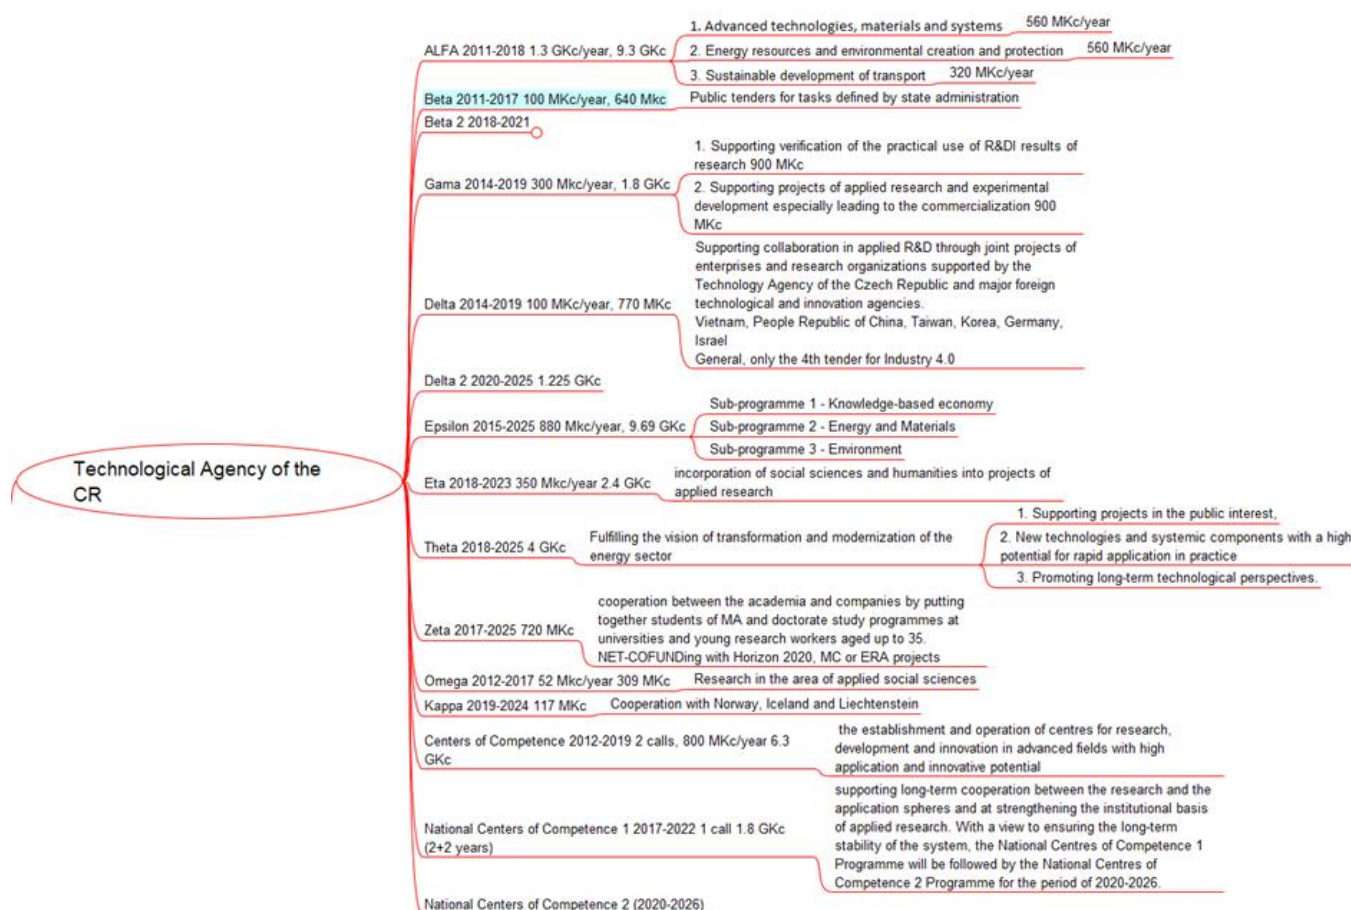 Technological Agency of the
CR
ALFA 2011-2018 1.3 GKc/year, 9.3 GKc
1. Advanced technologies, materials and systems
560 MKc/year
2. Energy resources and environmental creation and protection
560 MKc/year
3. Sustainable development of transport
320 MKc/year
Beta 2011-2017 100 MKc/year, 640 Mkc
Public tenders for tasks defined by state administration
Beta 2 2018-2021
Gama 2014-2019 300 Mkc/year, 1.8 GKc
1. Supporting verification of the practical use of R&DI results of
research 900 MKc
2. Supporting projects of applied research and experimental
development especially leading to the commercialization 900
MKc
Delta 2014-2019 100 MKc/year, 770 MKc
Supporting collaboration in applied R&D through joint projects of
enterprises and research organizations supported by the
Technology Agency of the Czech Republic and major foreign
technological and innovation agencies.
Vietnam, People Republic of China, Taiwan, Korea, Germany,
Israel
General, only the 4th tender for Industry 4.0
Delta 2 2020-2025 1.225 GKc
Epsilon 2015-2025 880 Mkc/year, 9.69 GKc
Sub-programme 1 - Knowledge-based economy
Sub-programme 2 - Energy and Materials
Sub-programme 3 - Environment
Eta 2018-2023 350 Mkc/year 2.4 GKc
incorporation of social sciences and humanities into projects of
applied research
Theta 2018-2025 4 GKc
Fulfilling the vision of transformation and modernization of the
energy sector
1. Supporting projects in the public interest,
2. New technologies and systemic components with a high
potential for rapid application in practice
3. Promoting long-term technological perspectives.
Zeta 2017-2025 720 MKc
cooperation between the academia and companies by putting
together students of MA and doctorate study programmes at
universities and young research workers aged up to 35.
NET-COFUNDing with Horizon 2020, MC or ERA projects
Omega 2012-2017 52 Mkc/year 309 MKc
Research in the area of applied social sciences
Kappa 2019-2024 117 MKc
Cooperation with Norway, Iceland and Liechtenstein
Centers of Competence 2012-2019 2 calls, 800 MKc/year 6.3
GKc
the establishment and operation of centres for research,
development and innovation in advanced fields with high
application and innovative potential
National Centers of Competence 1 2017-2022 1 call 1.8 GKc
(2+2 years)
supporting long-term cooperation between the research and the
application spheres and at strengthening the institutional basis
of applied research. With a view to ensuring the long-term
stability of the system, the National Centres of Competence 1
Programme will be followed by the National Centres of
Competence 2 Programme for the period of 2020-2026.
National Centers of Competence 2 (2020-2026)